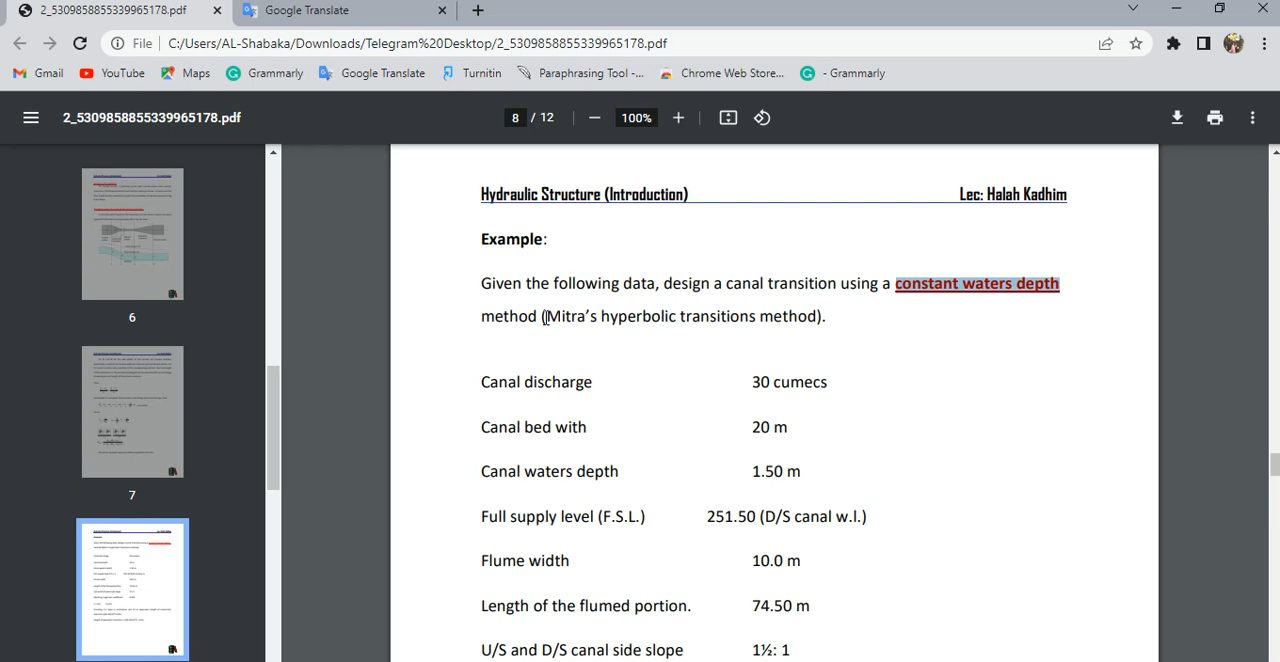 2_5309858855339965178.pdf
Google Translate
File C:/Users/AL-Shabaka/Downloads/Telegram%20Desktop/2_5309858855339965178.pdf
Gmail YouTube Maps Grammarly Google Translate Turnitin Paraphrasing Tool -... Chrome Web Store... - Grammarly
2_5309858855339965178.pdf 8 / 12 100%
6
7
Hydraulic Structure (Introduction) Lec: Halah Kadhim
Example:
Given the following data, design a canal transition using a constant waters depth
method (Mitra’s hyperbolic transitions method).
Canal discharge 30 cumecs
Canal bed with 20 m
Canal waters depth 1.50 m
Full supply level (F.S.L.) 251.50 (D/S canal w.l.)
Flume width 10.0 m
Length of the flumed portion. 74.50 m
U/S and D/S canal side slope 1½: 1